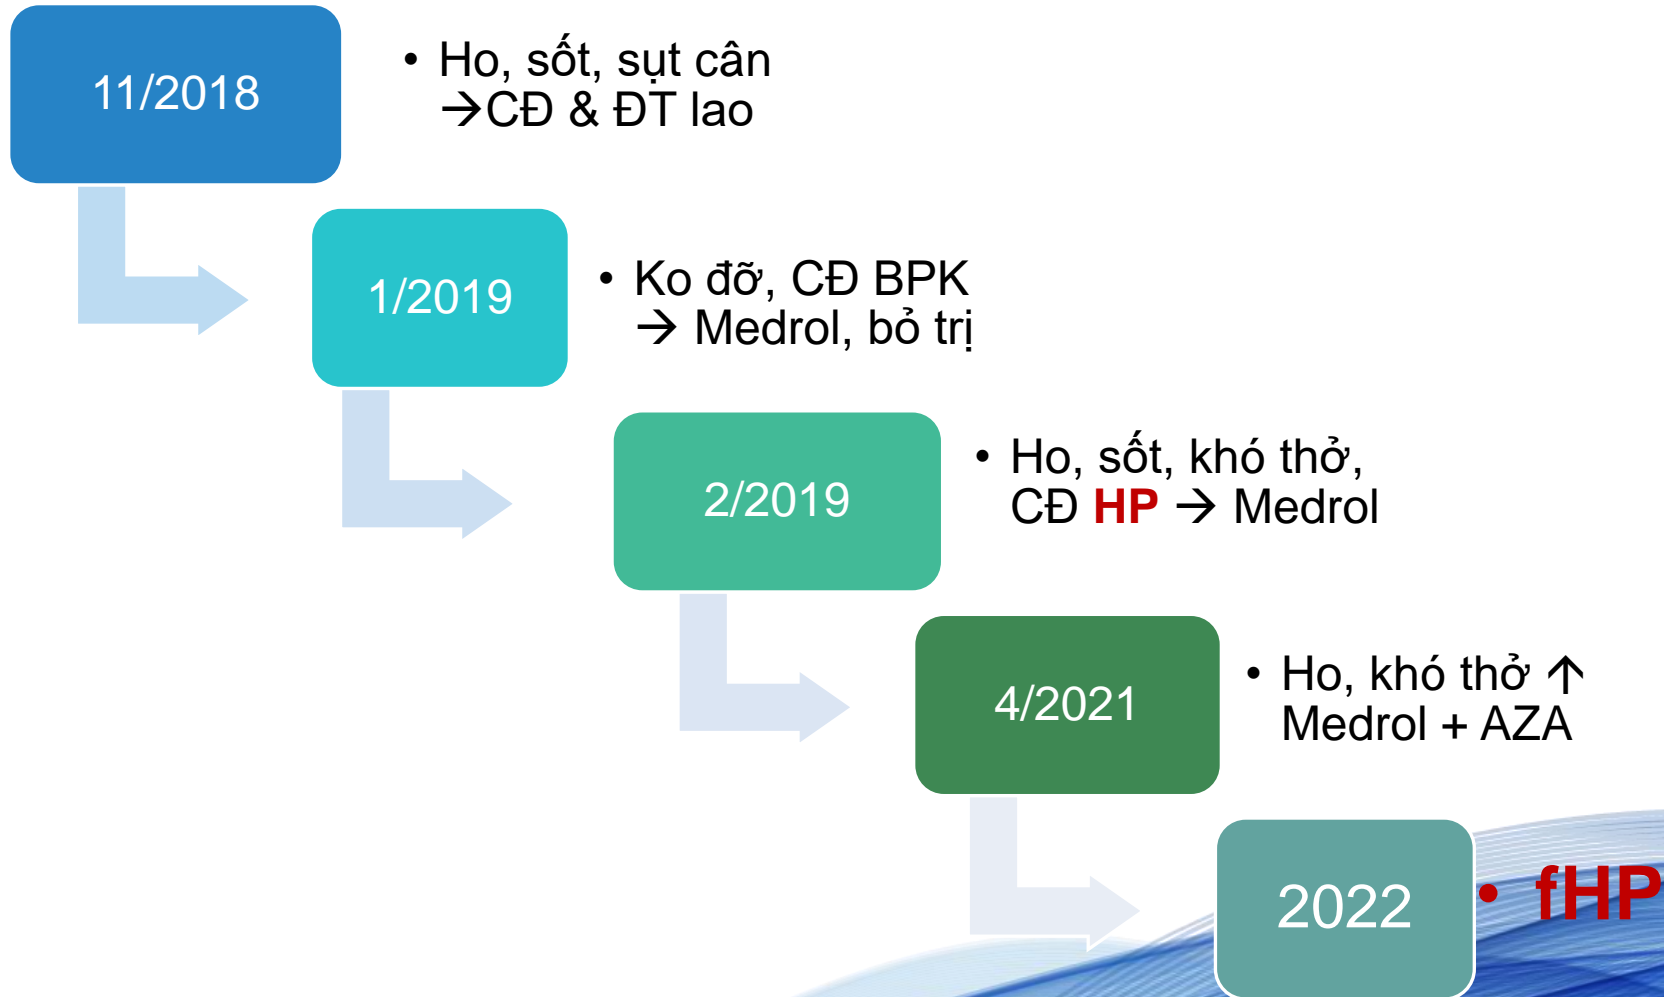 11/2018
• Ho, sốt, sụt cân
→CĐ & ĐT lao
1/2019
• Ko đỡ, CĐ BPK
→ Medrol, bỏ trị
2/2019
• Ho, sốt, khó thở,
CĐ HP → Medrol
4/2021
• Ho, khó thở ↑
Medrol + AZA
2022
• fHP